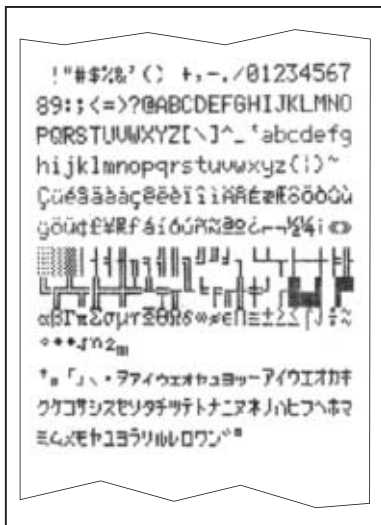 !"#$%&'() +,-./01234567
89:;<=>?@ABCDEFGHIJKLMNO
PQRSTUVWXYZ[\]^_'abcdefg
hijklmnopqrstuvwxyz{¦}~
ÇüéâäàåçêëèïîìÄÅÉæÆôöòûù
ÿöü¢£¥₧ƒáíóúñÑªº¿⌐¬½¼¡«»
░▒▓│┤╡╢╖╕╣║╗╝╜╛┐└┴┬├─┼╞╟
╚╔╩╦╠═╬╧╨╤╥╙╘╒╓╫╪┘┌█▄▌▐▀
αβΓπΣσµτΦΘΩδ∞øεΠ≡±≥≤⌠⌡÷≈
°••√ⁿ²■
｡｢｣､･ヲァィゥェォャュョッーアイウエオカキ
クケコサシスセソタチツテトナニヌネノハヒフヘホマ
ミムメモヤユヨラリルレロワン゛゜